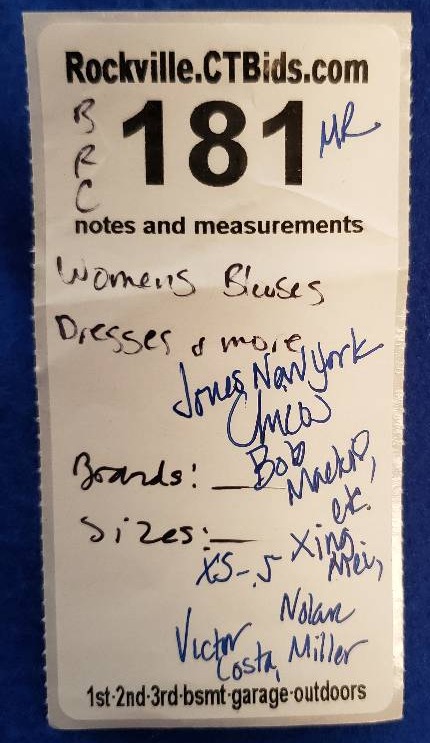 Rockville.CTBids.com
B
R
C
181
MR
notes and measurements
Womens Blouses
Dresses & more
Jones New York
Chico
Brands: Bob
Mackie,
etc.
Sizes: Xing
XS- Mei,
Nolan
Victor
Costa, Miller
1st-2nd-3rd-bsmt-garage-outdoors